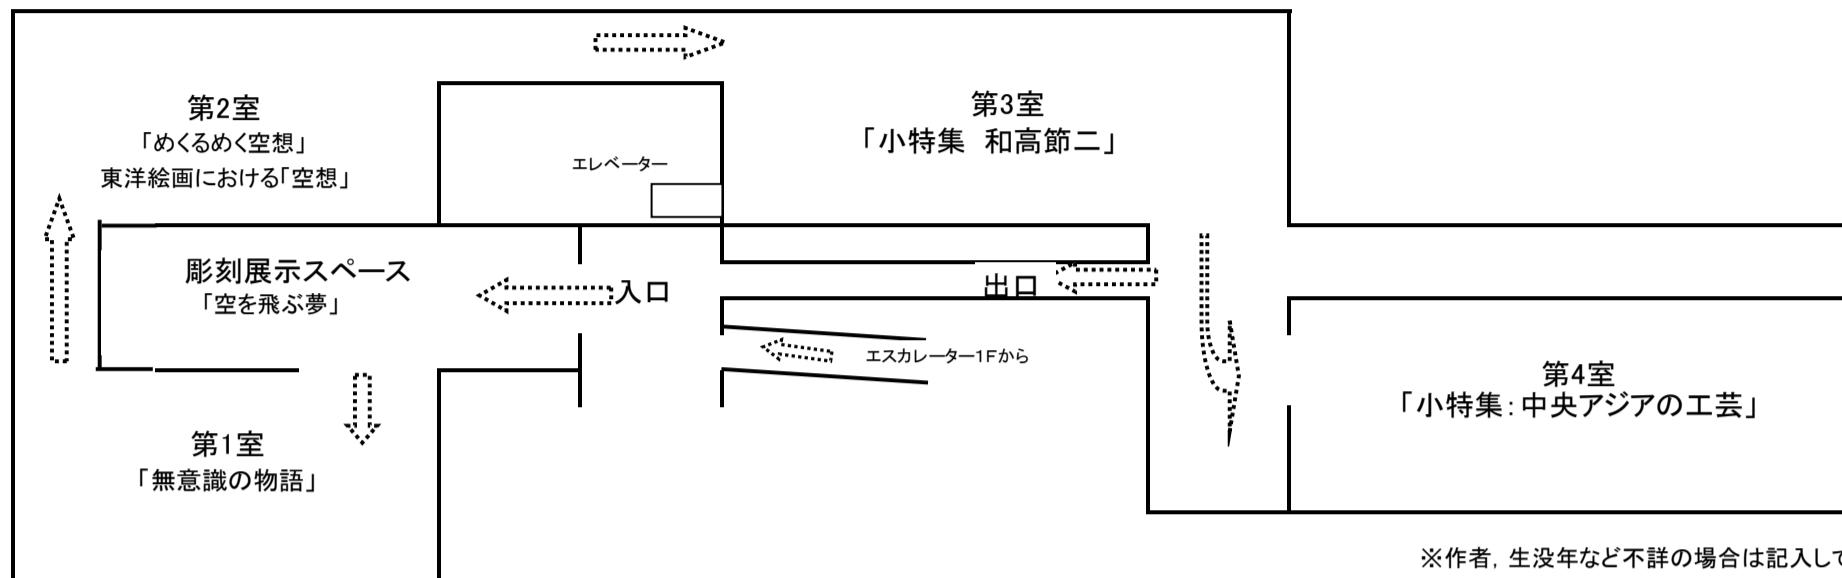 第2室
「めくるめく空想」
東洋絵画における「空想」
エレベーター
第3室
「小特集 和高節二」
彫刻展示スペース
「空を飛ぶ夢」
入口
出口
エスカレーター1Fから
第1室
「無意識の物語」
第4室
「小特集：中央アジアの工芸」
※作者，生没年など不詳の場合は記入して